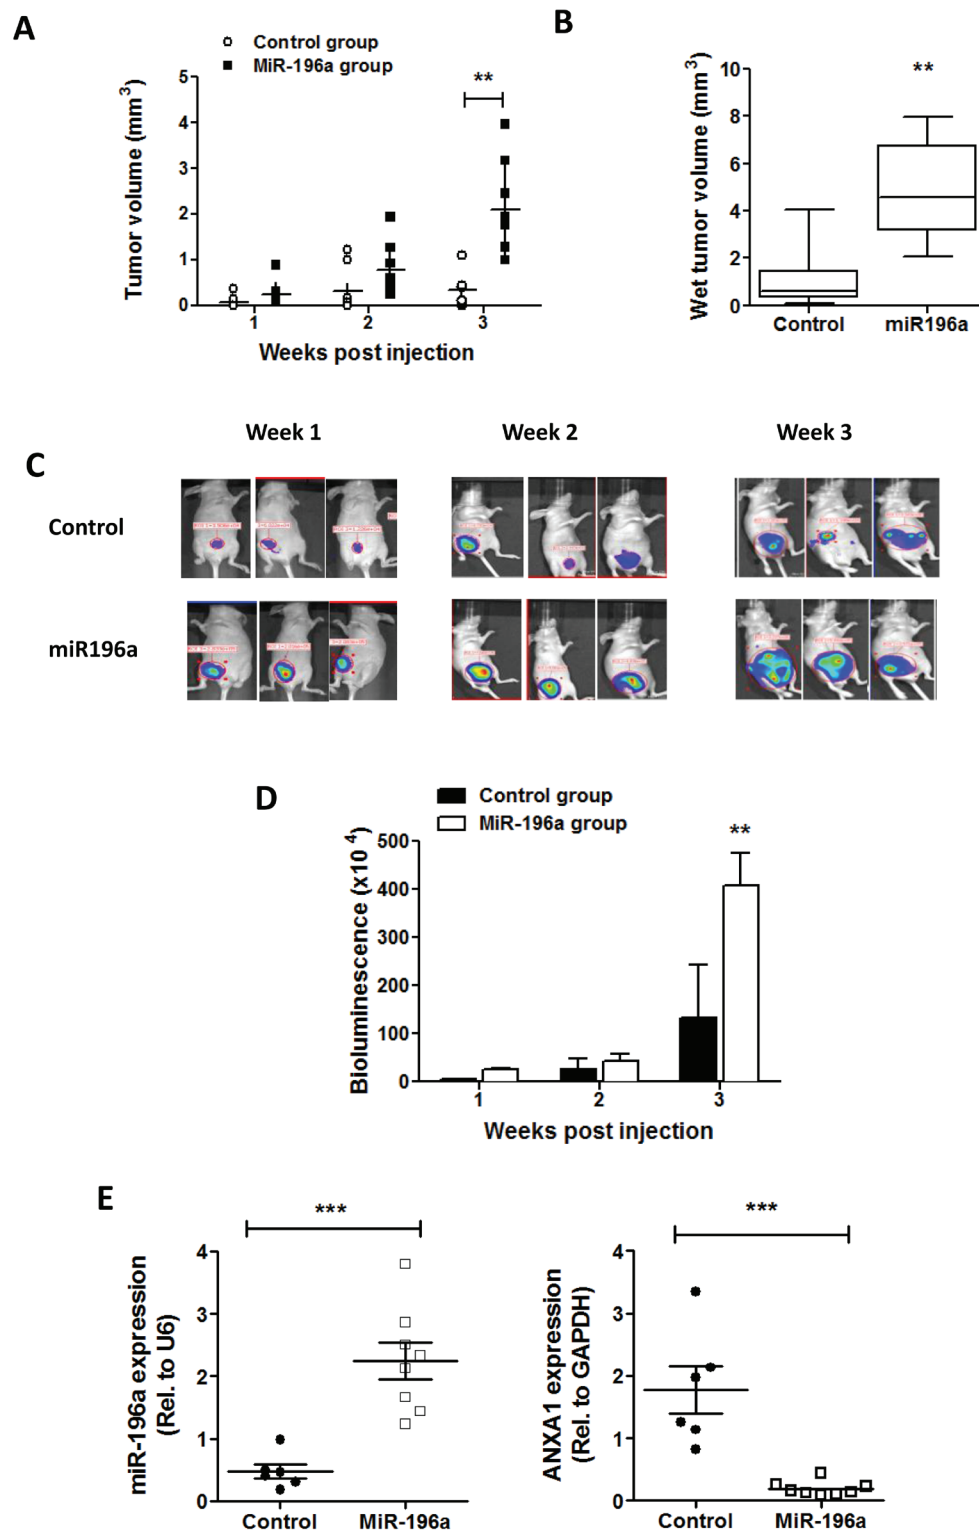 A
Control group
MiR-196a group
**
Tumor volume (mm³)
5
4
3
2
1
0
1
2
3
Weeks post injection
B
**
Wet tumor volume (mm³)
10
8
6
4
2
0
Control
miR196a
Week 1
Week 2
Week 3
C
Control
miR196a
D
Control group
MiR-196a group
**
Bioluminescence (x10 ⁴)
500
400
300
200
100
0
1
2
3
Weeks post injection
E
***
miR-196a expression
(Rel. to U6)
4
3
2
1
0
Control
MiR-196a
***
ANXA1 expression
(Rel. to GAPDH)
4
3
2
1
0
Control
MiR-196a